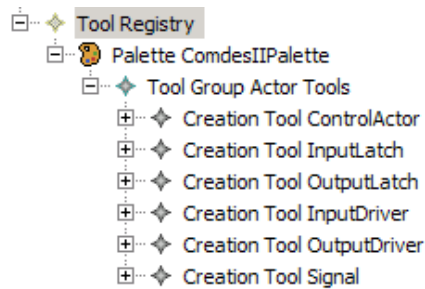 Tool Registry
Palette ComdesIIPalette
Tool Group Actor Tools
Creation Tool ControlActor
Creation Tool InputLatch
Creation Tool OutputLatch
Creation Tool InputDriver
Creation Tool OutputDriver
Creation Tool Signal